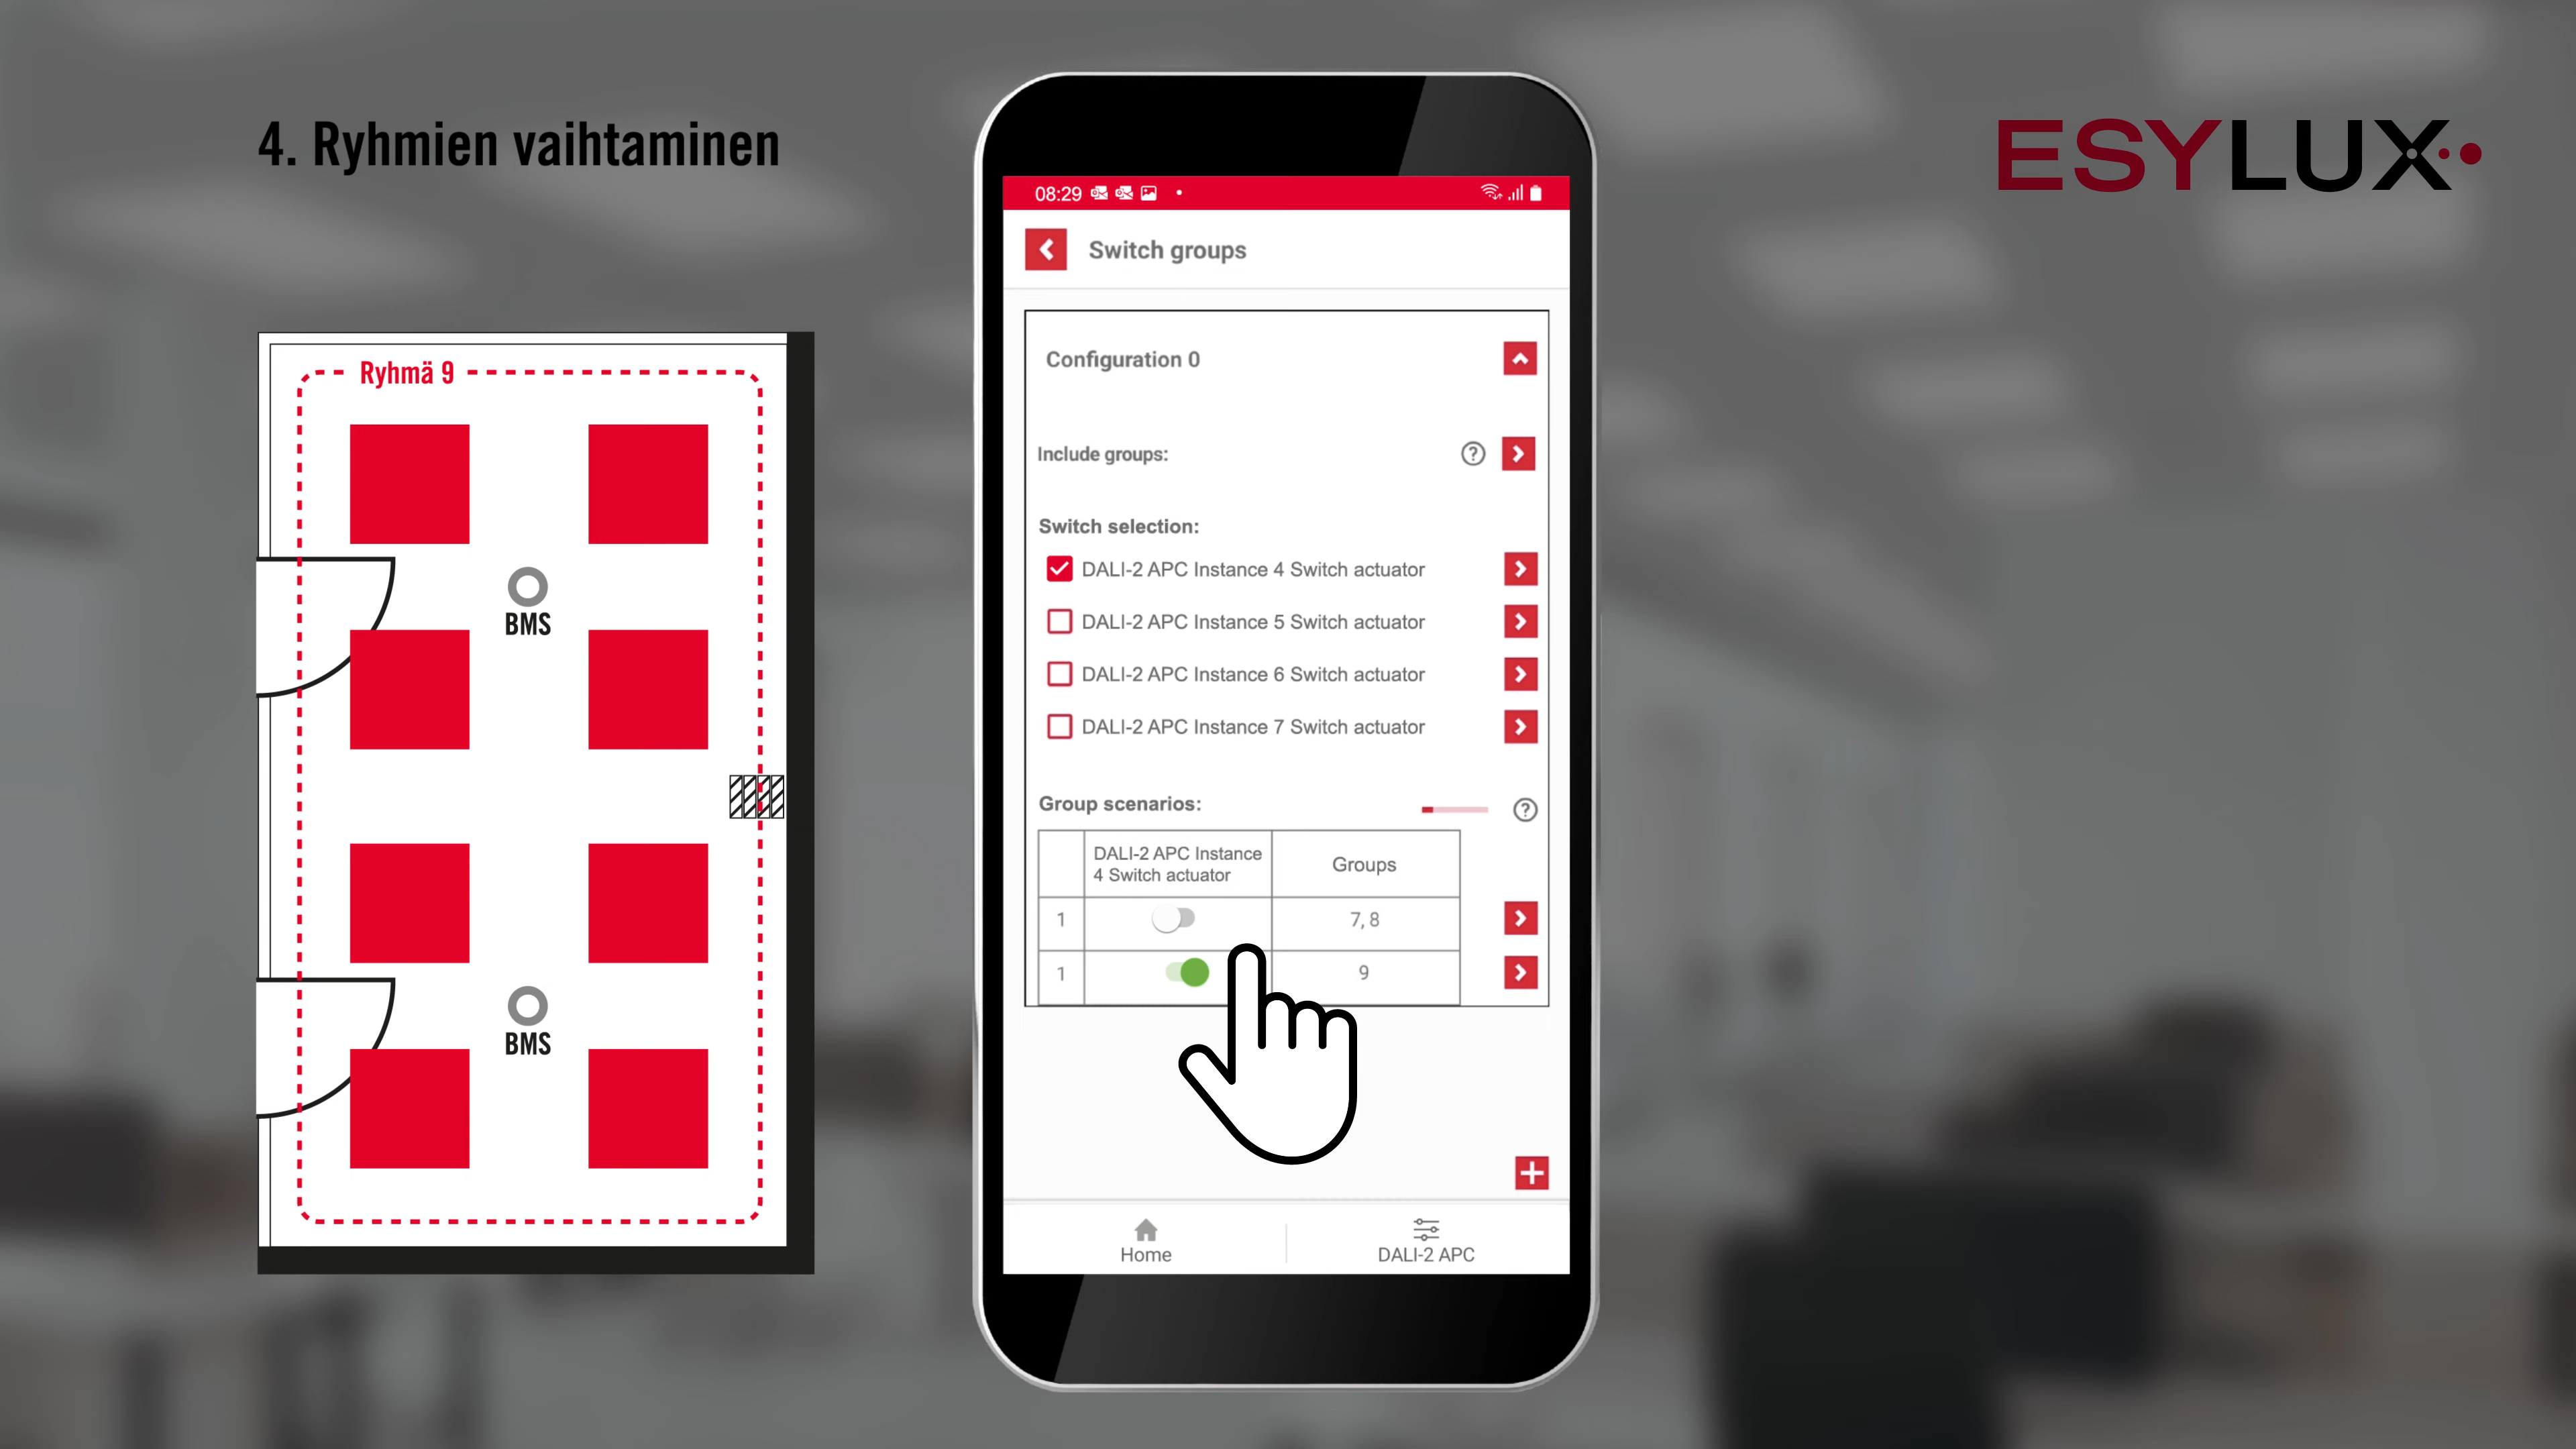 4. Ryhmien vaihtaminen
ESYLUX
Ryhmä 9
BMS
BMS
08:29
Switch groups
Configuration 0
Include groups:
Switch selection:
DALI-2 APC Instance 4 Switch actuator
DALI-2 APC Instance 5 Switch actuator
DALI-2 APC Instance 6 Switch actuator
DALI-2 APC Instance 7 Switch actuator
Group scenarios:
DALI-2 APC Instance
4 Switch actuator
Groups
1 7, 8
1 9
Home
DALI-2 APC